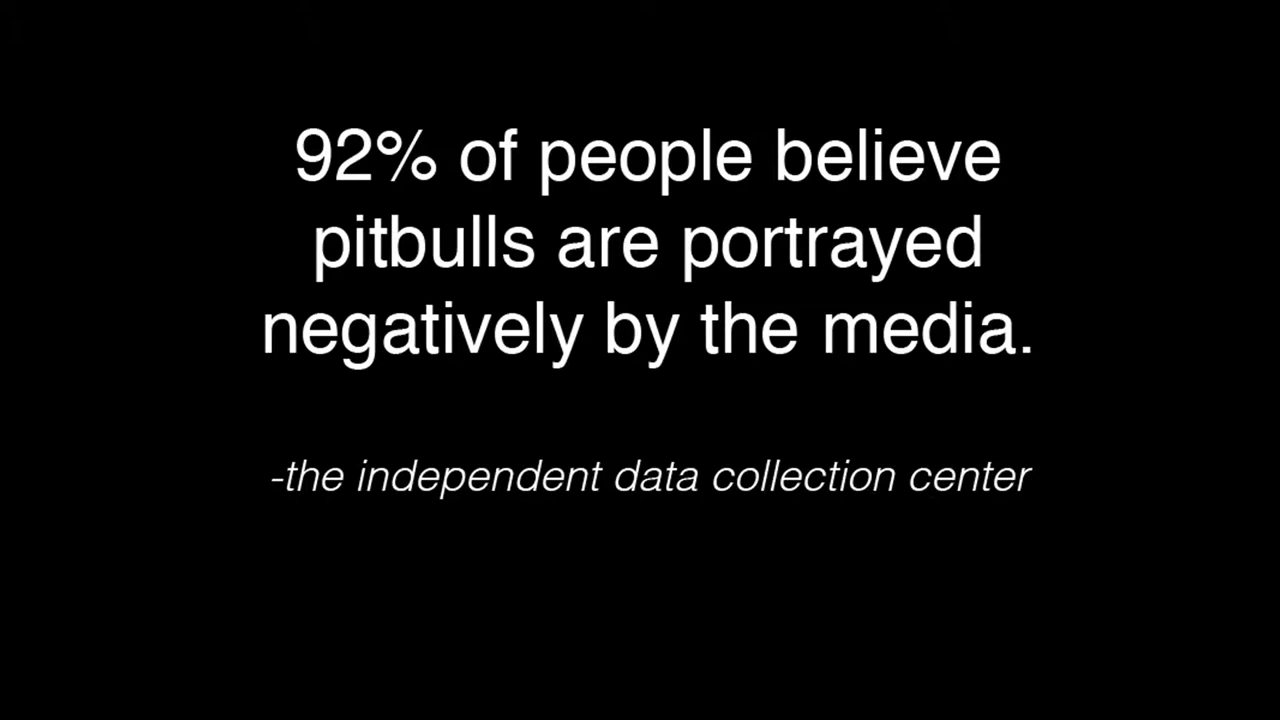 92% of people believe
pitbulls are portrayed
negatively by the media.
-the independent data collection center